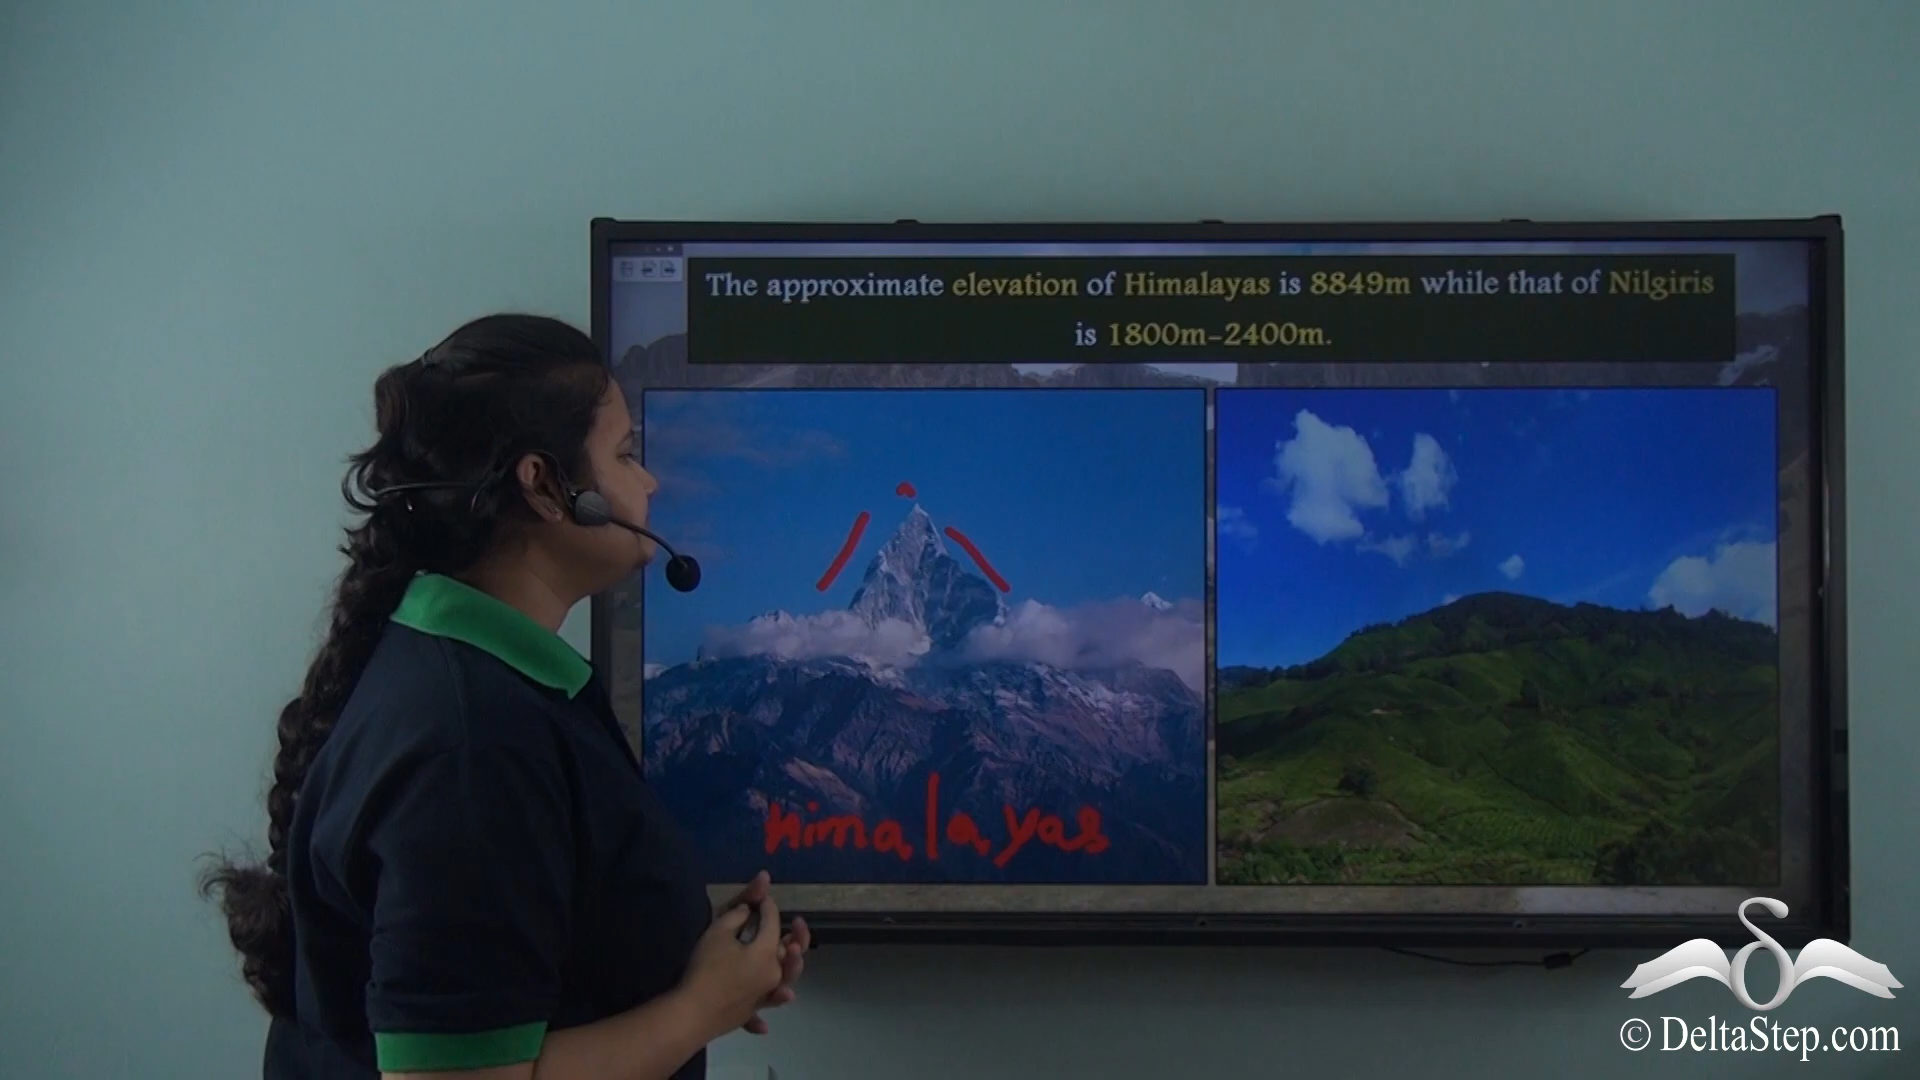 The approximate elevation of Himalayas is 8849m while that of Nilgiris
is 1800m-2400m.
himalayas
© DeltaStep.com